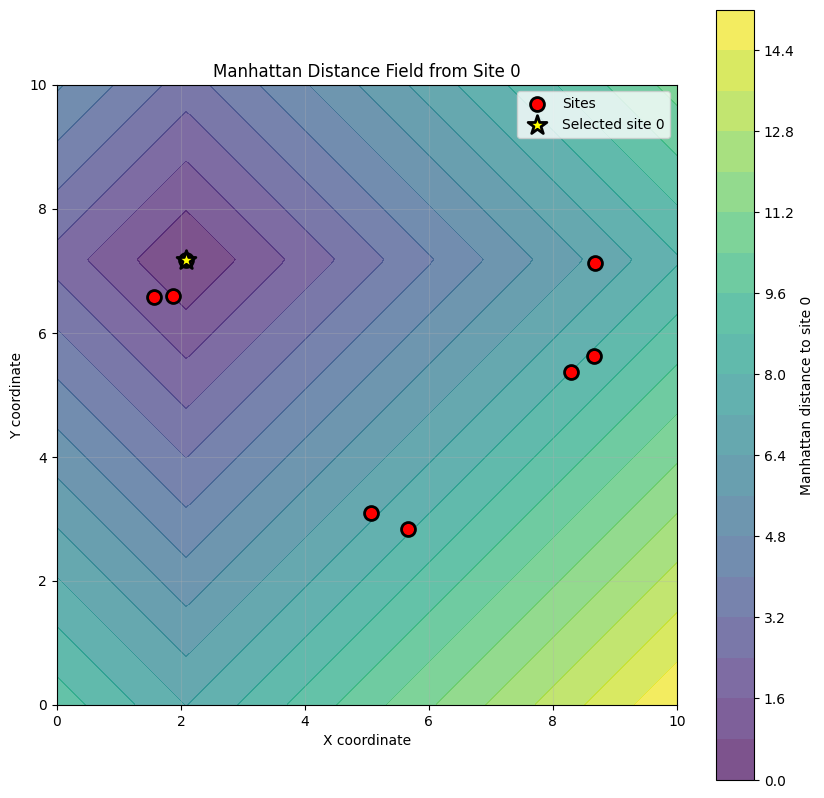 Manhattan Distance Field from Site 0
Sites
Selected site 0
10
8
6
4
2
0
Y coordinate
0 2 4 6 8 10
X coordinate
14.4
12.8
11.2
9.6
8.0
6.4
4.8
3.2
1.6
0.0
Manhattan distance to site 0